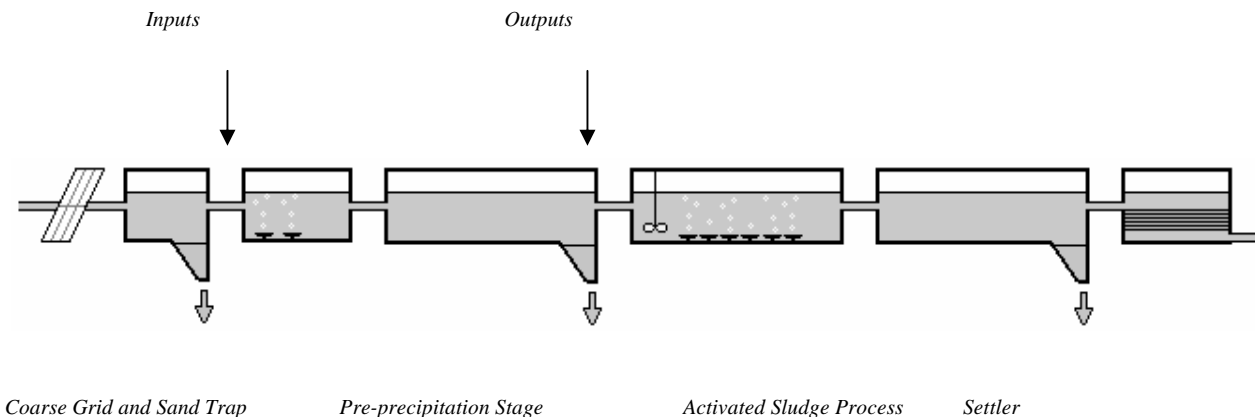 Inputs Outputs
Coarse Grid and Sand Trap Pre-precipitation Stage Activated Sludge Process Settler